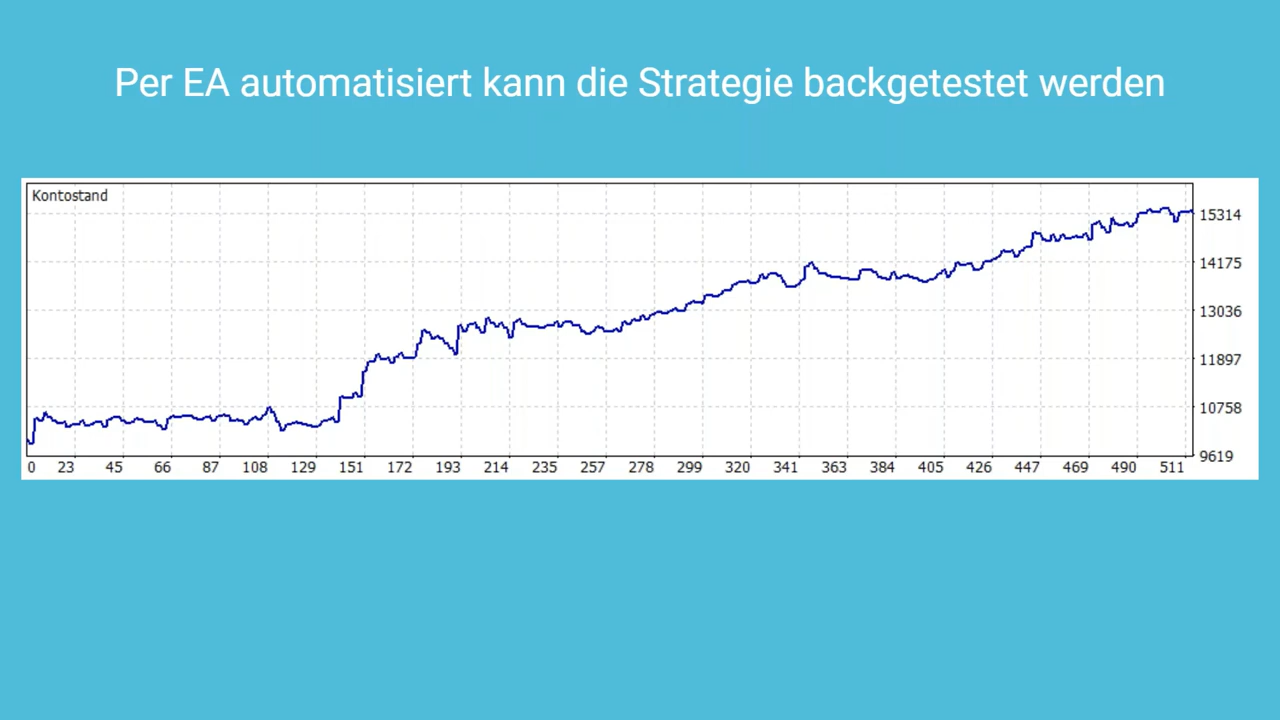 Per EA automatisiert kann die Strategie backgetestet werden
Kontostand
15314
14175
13036
11897
10758
9619
0 23 45 66 87 108 129 151 172 193 214 235 257 278 299 320 341 363 384 405 426 447 469 490 511